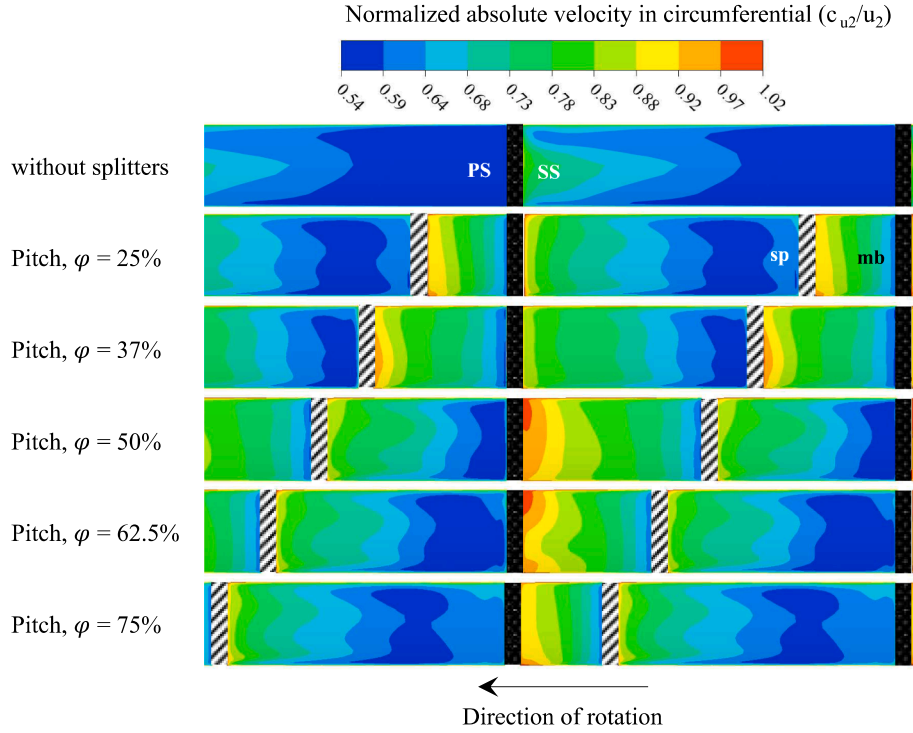 Normalized absolute velocity in circumferential (c u2/u2)
0.54 0.59 0.64 0.68 0.73 0.78 0.83 0.88 0.92 0.97 1.02
without splitters
PS SS
Pitch, φ = 25%
sp mb
Pitch, φ = 37%
Pitch, φ = 50%
Pitch, φ = 62.5%
Pitch, φ = 75%
Direction of rotation